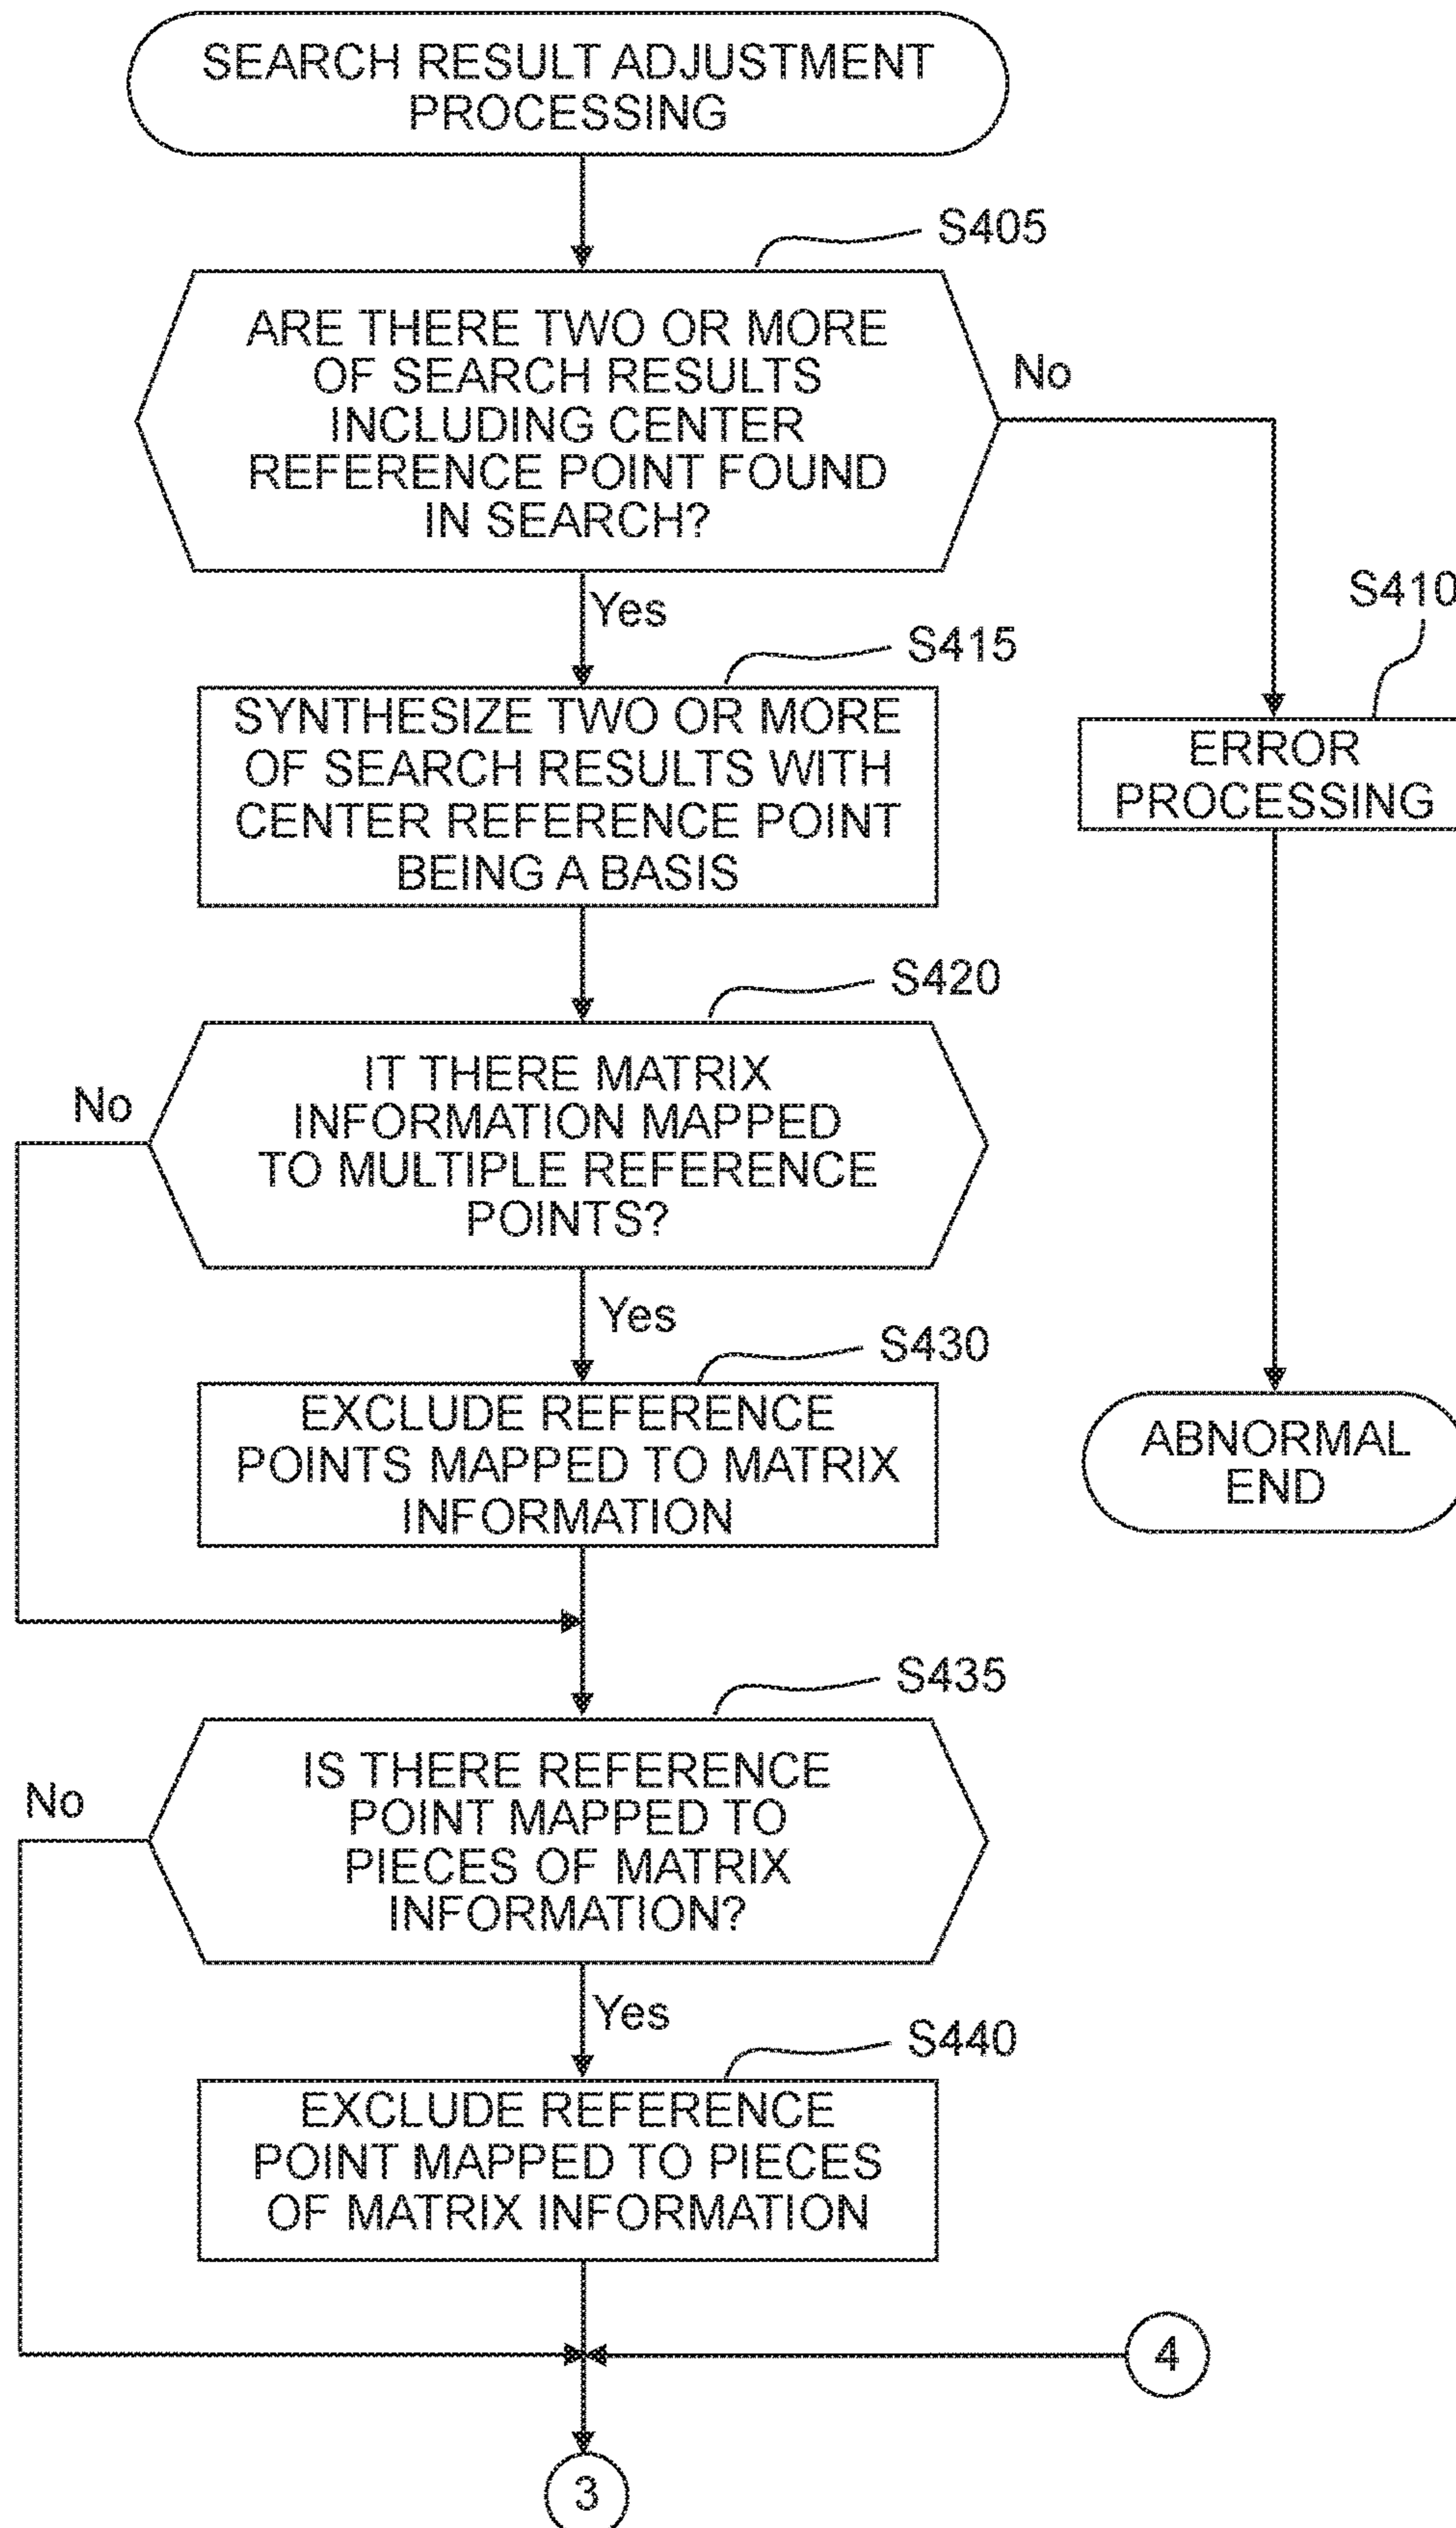 SEARCH RESULT ADJUSTMENT
PROCESSING
S405
ARE THERE TWO OR MORE
OF SEARCH RESULTS
INCLUDING CENTER
REFERENCE POINT FOUND
IN SEARCH?
No
Yes
S410
ERROR
PROCESSING
S415
SYNTHESIZE TWO OR MORE
OF SEARCH RESULTS WITH
CENTER REFERENCE POINT
BEING A BASIS
S420
IT THERE MATRIX
INFORMATION MAPPED
TO MULTIPLE REFERENCE
POINTS?
No
Yes
S430
EXCLUDE REFERENCE
POINTS MAPPED TO MATRIX
INFORMATION
ABNORMAL
END
S435
IS THERE REFERENCE
POINT MAPPED TO
PIECES OF MATRIX
INFORMATION?
No
Yes
S440
EXCLUDE REFERENCE
POINT MAPPED TO PIECES
OF MATRIX INFORMATION
4
3